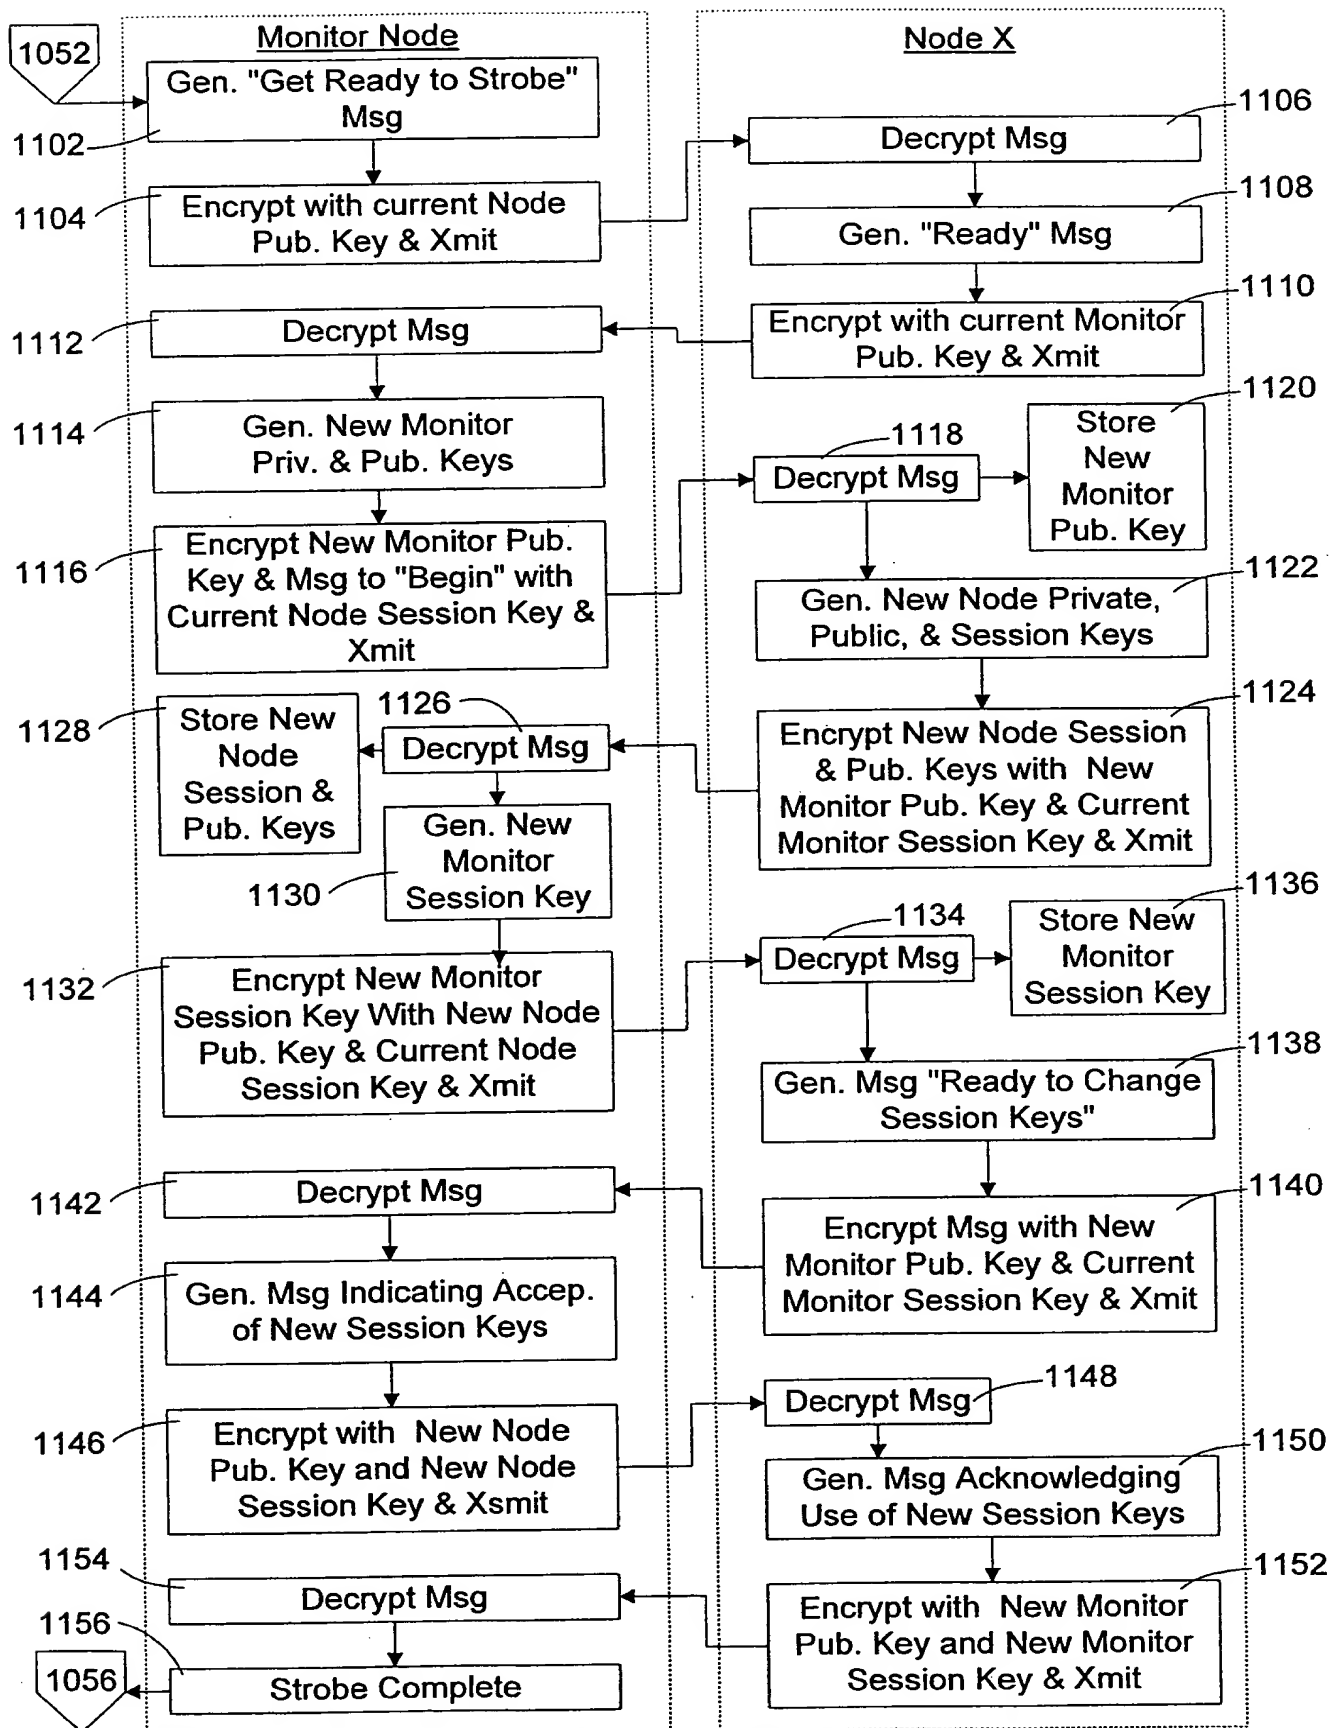 1052
Monitor Node
Node X
Gen. "Get Ready to Strobe"
Msg
1102
1106
Decrypt Msg
1104
Encrypt with current Node
Pub. Key & Xmit
1108
Gen. "Ready" Msg
1110
Encrypt with current Monitor
Pub. Key & Xmit
1112
Decrypt Msg
1114
Gen. New Monitor
Priv. & Pub. Keys
1118
Decrypt Msg
1120
Store
New
Monitor
Pub. Key
1116
Encrypt New Monitor Pub.
Key & Msg to "Begin" with
Current Node Session Key &
Xmit
1122
Gen. New Node Private,
Public, & Session Keys
1124
Encrypt New Node Session
& Pub. Keys with New
Monitor Pub. Key & Current
Monitor Session Key & Xmit
1126
Decrypt Msg
1128
Store New
Node
Session &
Pub. Keys
1130
Gen. New
Monitor
Session Key
1132
Encrypt New Monitor
Session Key With New Node
Pub. Key & Current Node
Session Key & Xmit
1134
Decrypt Msg
1136
Store New
Monitor
Session Key
1138
Gen. Msg "Ready to Change
Session Keys"
1140
Encrypt Msg with New
Monitor Pub. Key & Current
Monitor Session Key & Xmit
1142
Decrypt Msg
1144
Gen. Msg Indicating Accep.
of New Session Keys
1146
Encrypt with New Node
Pub. Key and New Node
Session Key & Xsmit
1148
Decrypt Msg
1150
Gen. Msg Acknowledging
Use of New Session Keys
1152
Encrypt with New Monitor
Pub. Key and New Monitor
Session Key & Xmit
1154
Decrypt Msg
1156
Strobe Complete
1056